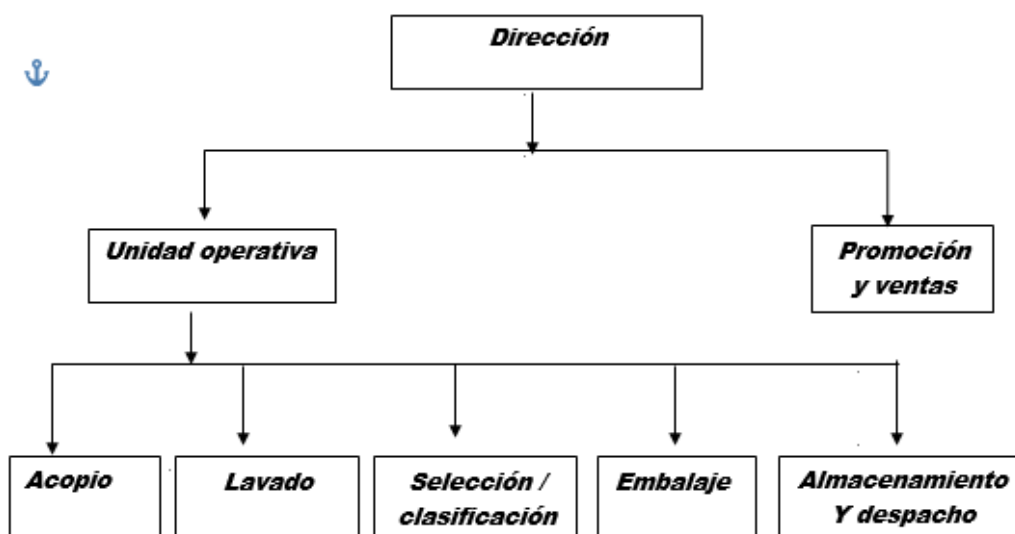 Dirección
Unidad operativa
Promoción
y ventas
Acopio
Lavado
Selección /
clasificación
Embalaje
Almacenamiento
Y despacho